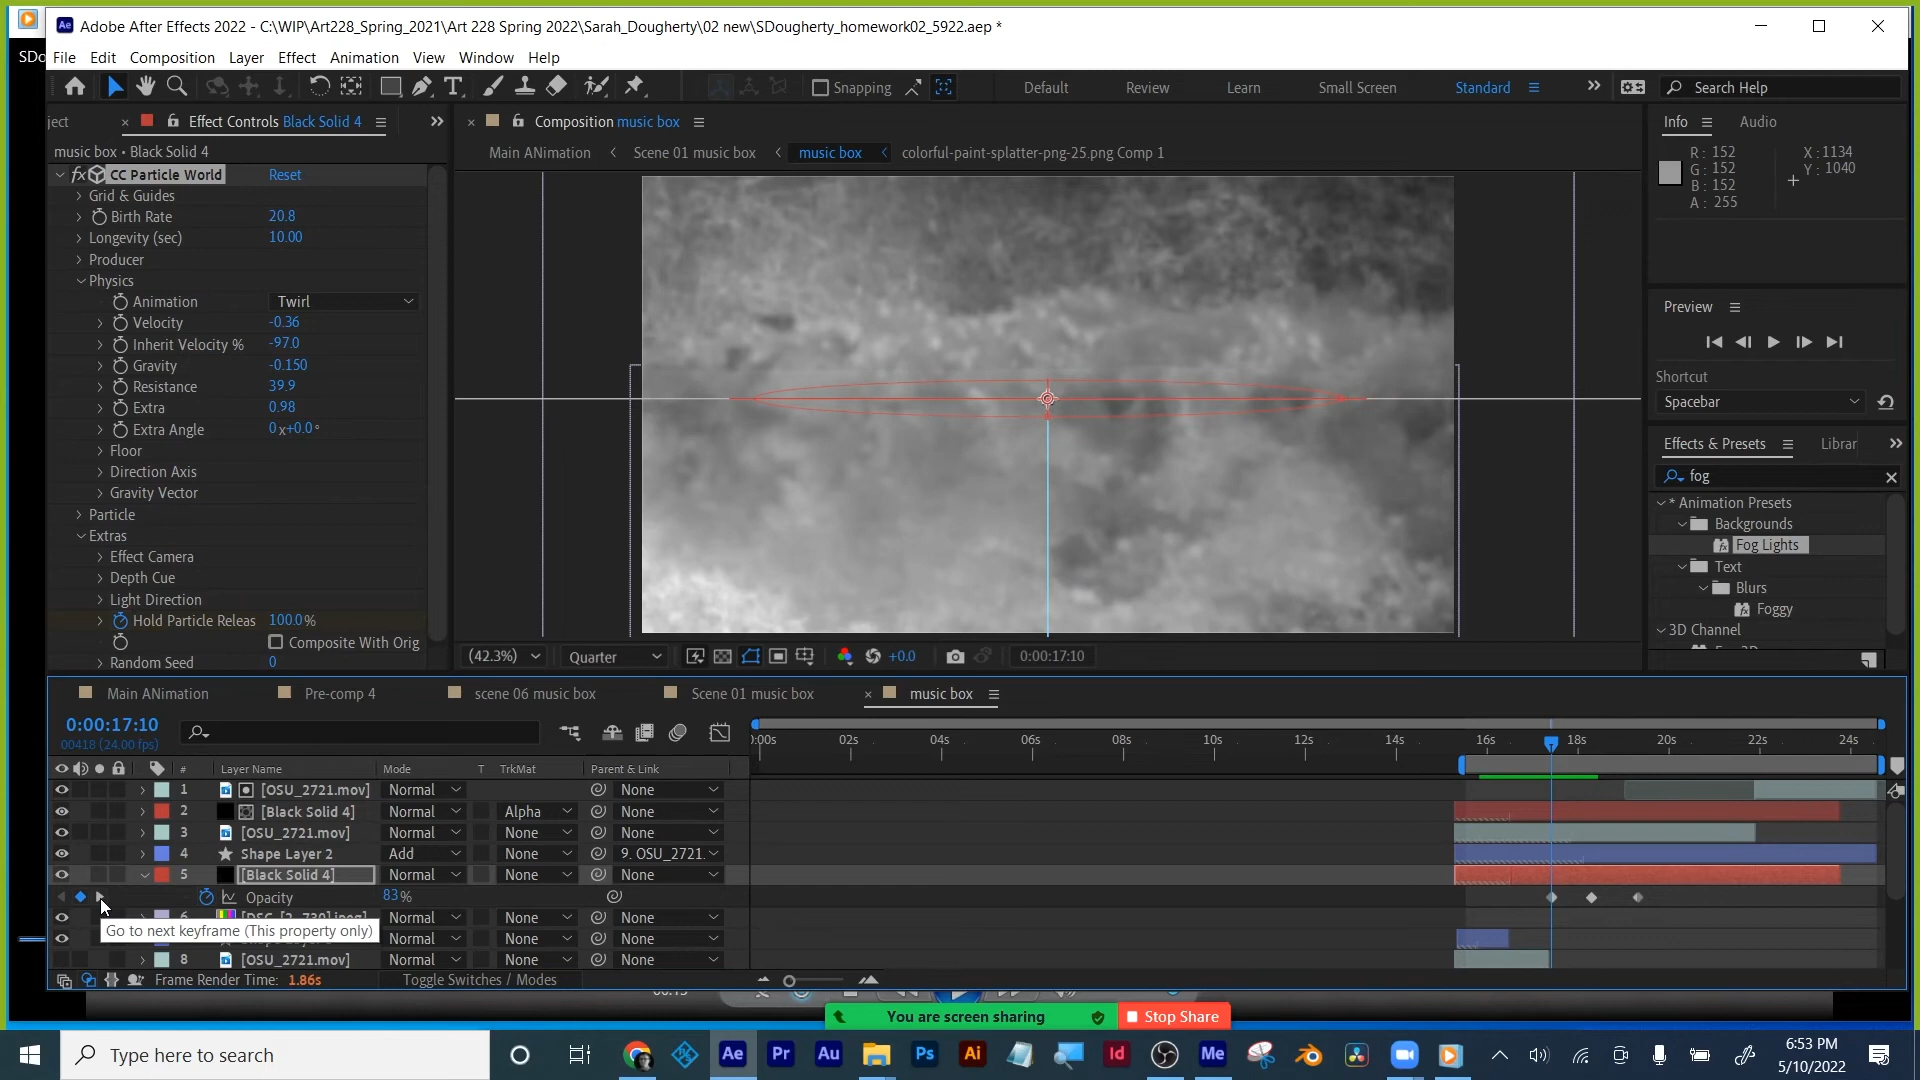 SDo
Adobe After Effects 2022 - C:\WIP\Art228_Spring_2021\Art 228 Spring 2022\Sarah_Dougherty\02 new\SDougherty_homework02_5922.aep *
File Edit Composition Layer Effect Animation View Window Help
Snapping Default Review Learn Small Screen Standard Search Help
ject Effect Controls Black Solid 4
Composition music box
Info Audio
music box • Black Solid 4
Main ANimation Scene 01 music box music box colorful-paint-splatter-png-25.png Comp 1
R : 152
G : 152
B : 152
A : 255
X : 1134
Y : 1040
fx CC Particle World Reset
Grid & Guides
Birth Rate 20.8
Longevity (sec) 10.00
Producer
Physics
Animation Twirl
Velocity -0.36
Inherit Velocity % -97.0
Gravity -0.150
Resistance 39.9
Extra 0.98
Extra Angle 0 x +0.0 °
Floor
Direction Axis
Gravity Vector
Particle
Extras
Effect Camera
Depth Cue
Light Direction
Hold Particle Releas 100.0 %
Composite With Orig
Random Seed 0
Preview
Shortcut
Spacebar
Effects & Presets Librar
fog
* Animation Presets
Backgrounds
Fog Lights
Text
Blurs
Foggy
3D Channel
(42.3%) Quarter +0.0 0:00:17:10
Main ANimation Pre-comp 4 scene 06 music box Scene 01 music box music box
0:00:17:10
00418 (24.00 fps)
:00s 02s 04s 06s 08s 10s 12s 14s 16s 18s 20s 22s 24s
# Layer Name Mode T TrkMat Parent & Link
1 [OSU_2721.mov] Normal None
2 [Black Solid 4] Normal Alpha None
3 [OSU_2721.mov] Normal None None
4 Shape Layer 2 Add None 9. OSU_2721.
5 [Black Solid 4] Normal None None
Opacity 83 %
6 Normal None None
Go to next keyframe (This property only)
Normal None None
8 [OSU_2721.mov] Normal None None
Frame Render Time: 1.86s Toggle Switches / Modes
You are screen sharing Stop Share
Type here to search
Ae Pr Au Ps Ai Id Me
6:53 PM
5/10/2022